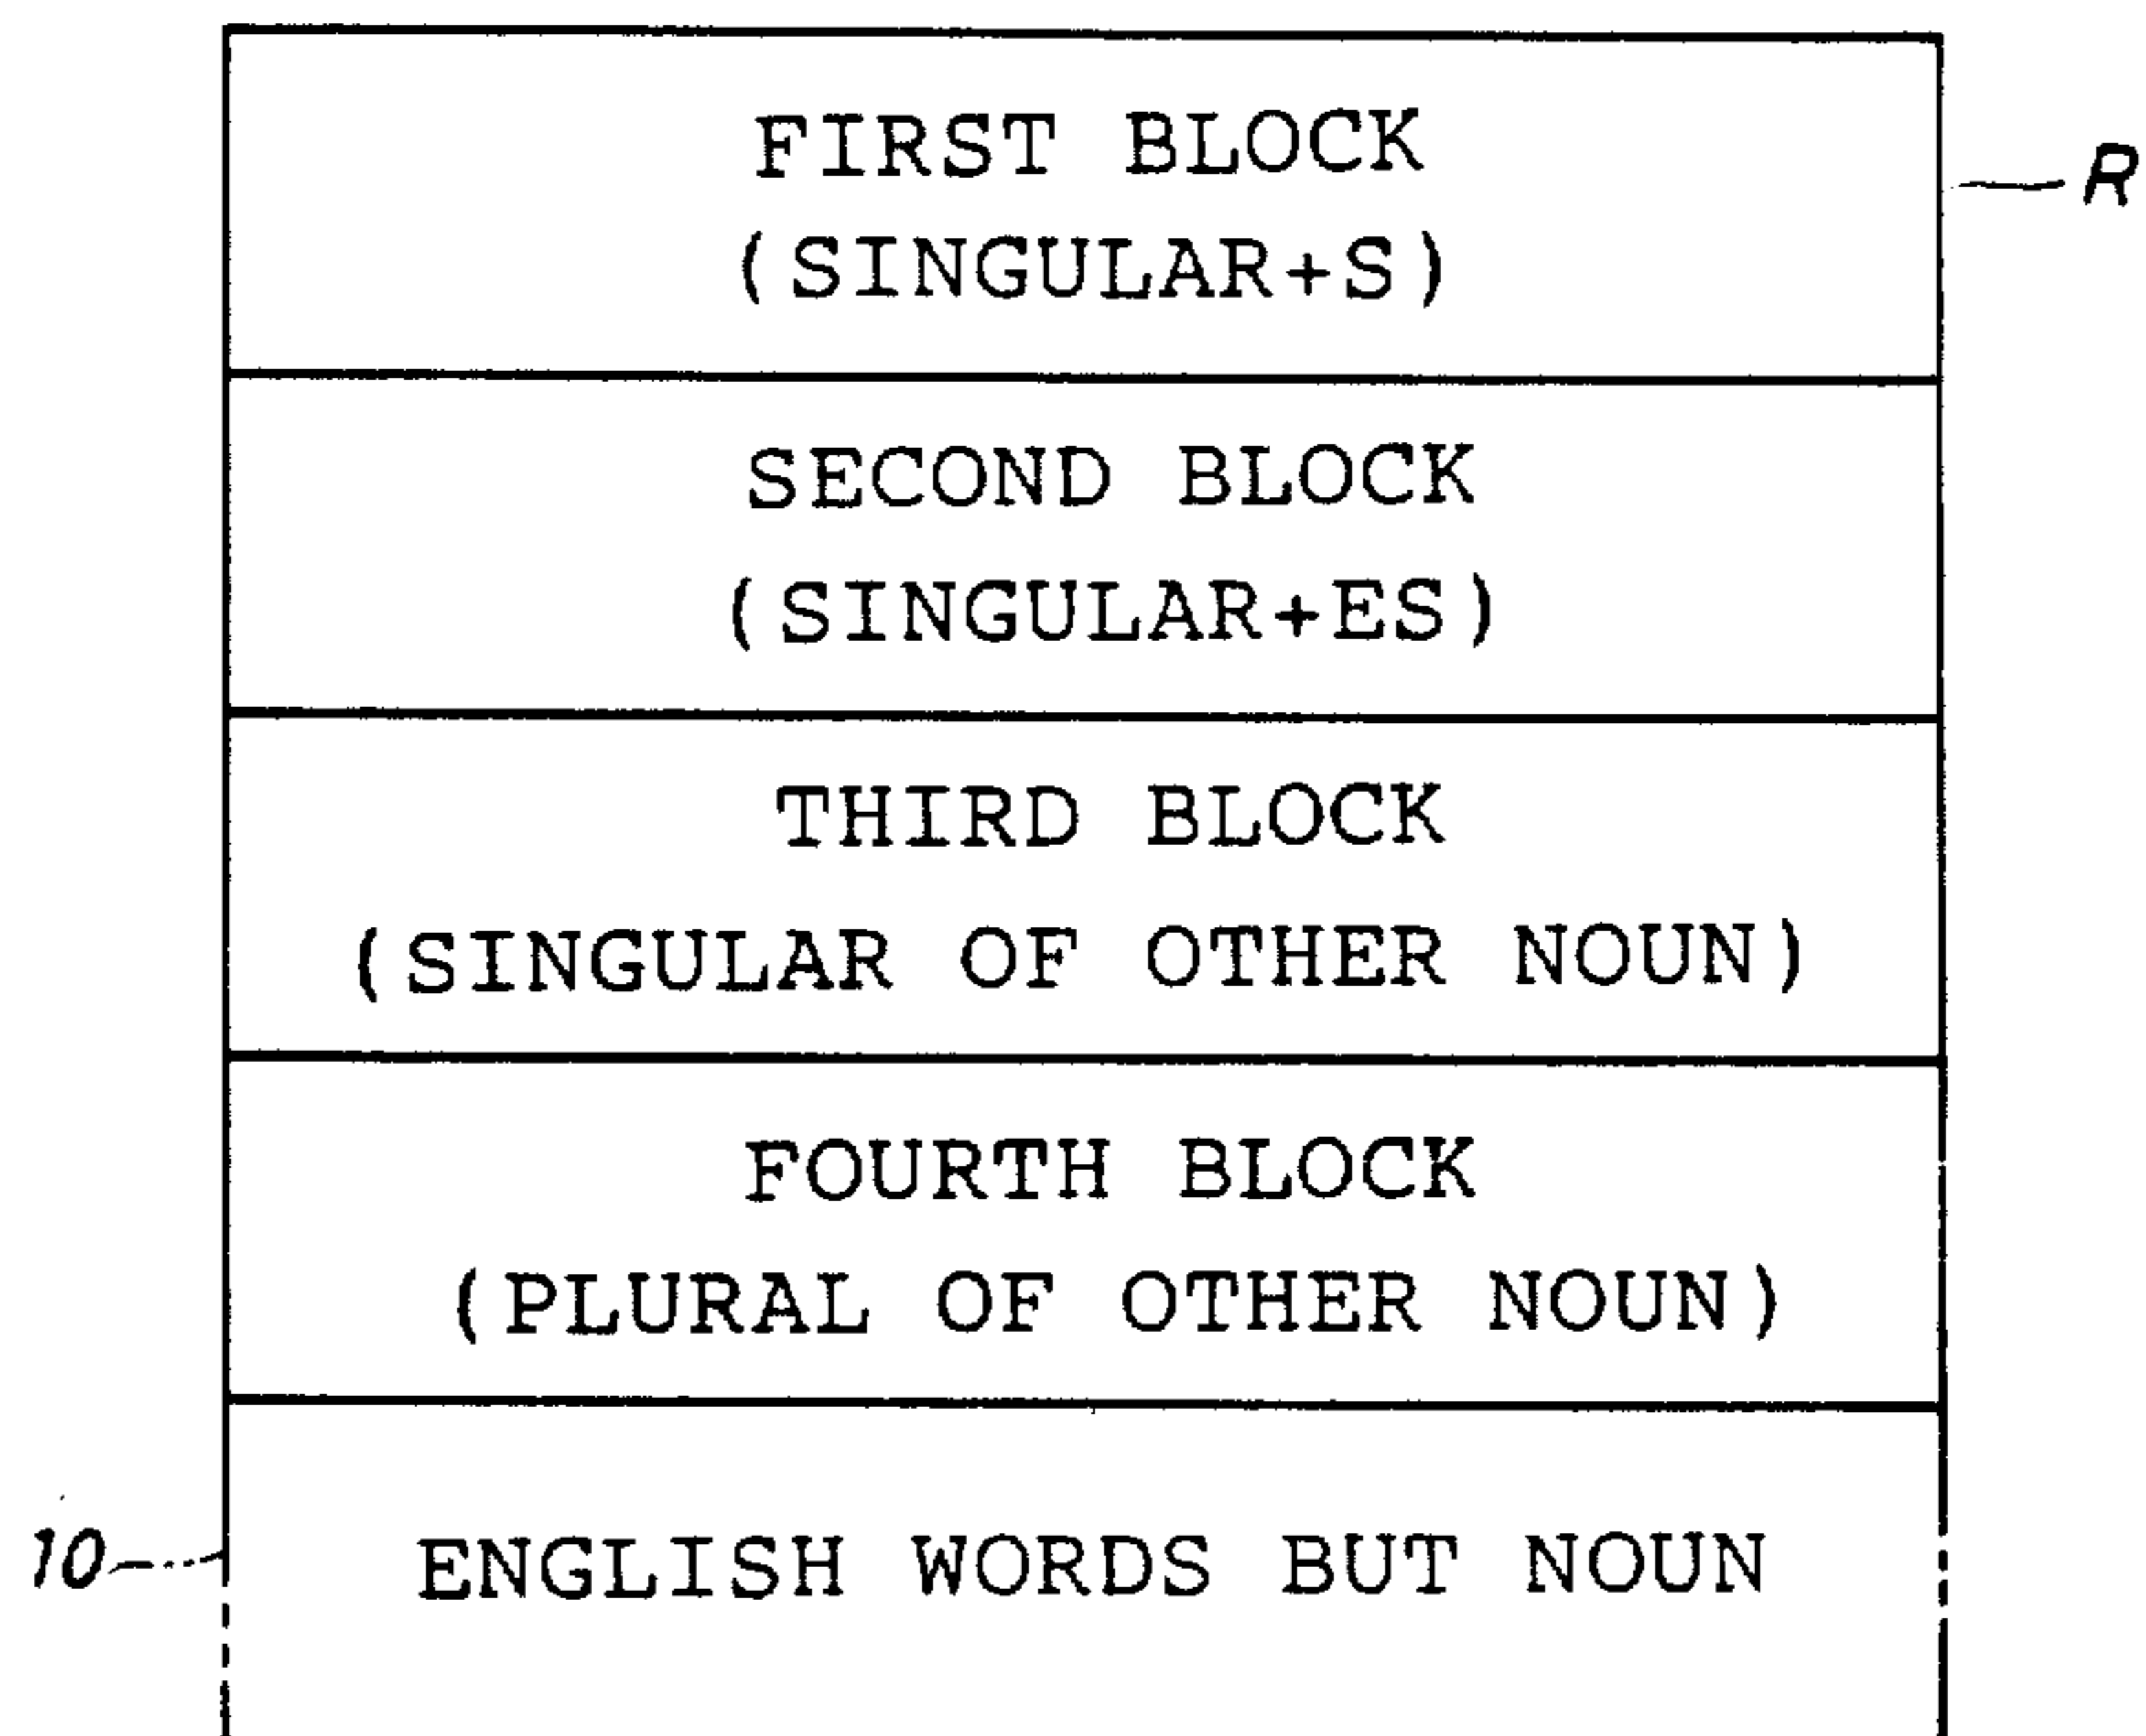 FIRST BLOCK
(SINGULAR+S)
R
SECOND BLOCK
(SINGULAR+ES)
THIRD BLOCK
(SINGULAR OF OTHER NOUN)
FOURTH BLOCK
(PLURAL OF OTHER NOUN)
10
ENGLISH WORDS BUT NOUN